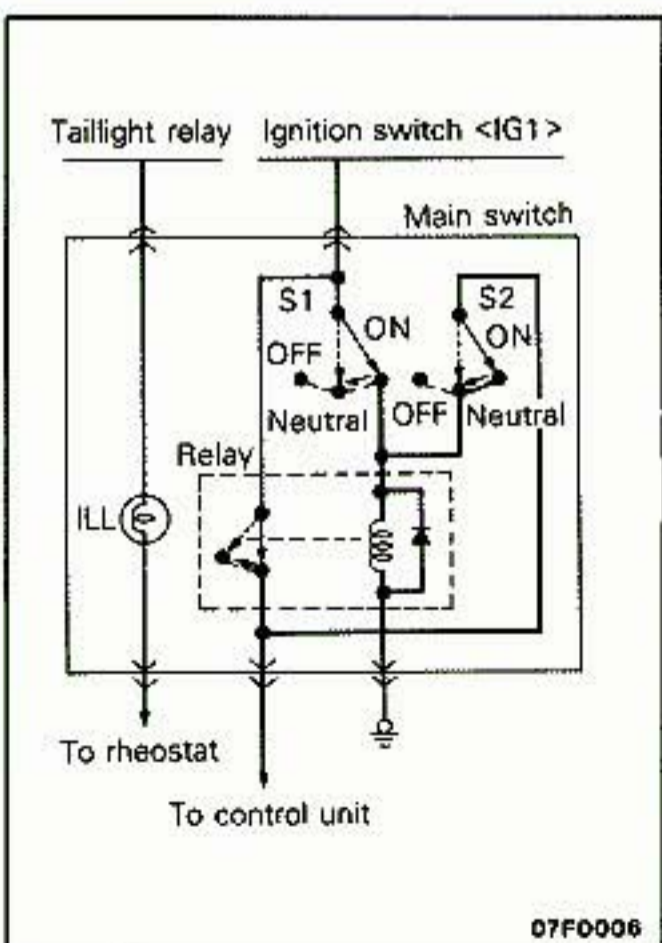 Taillight relay Ignition switch <IG1>
Main switch
S1 S2
ON ON
OFF
Neutral OFF Neutral
Relay
ILL
To rheostat
To control unit
07F0006